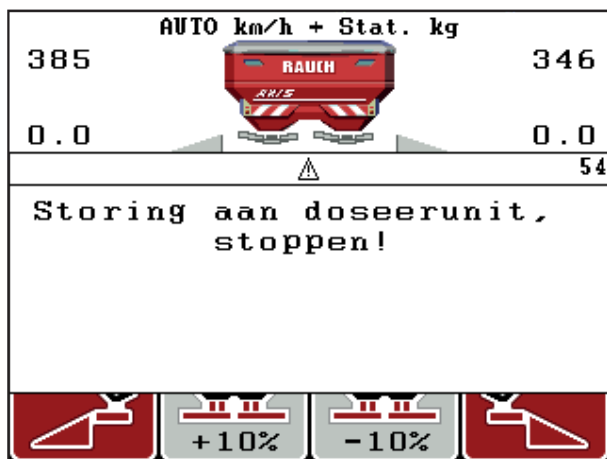 AUTO km/h + Stat. kg
385
346
RAUCH
AXIS
0.0
0.0
54
Storing aan doseerunit,
stoppen!
+10%
-10%